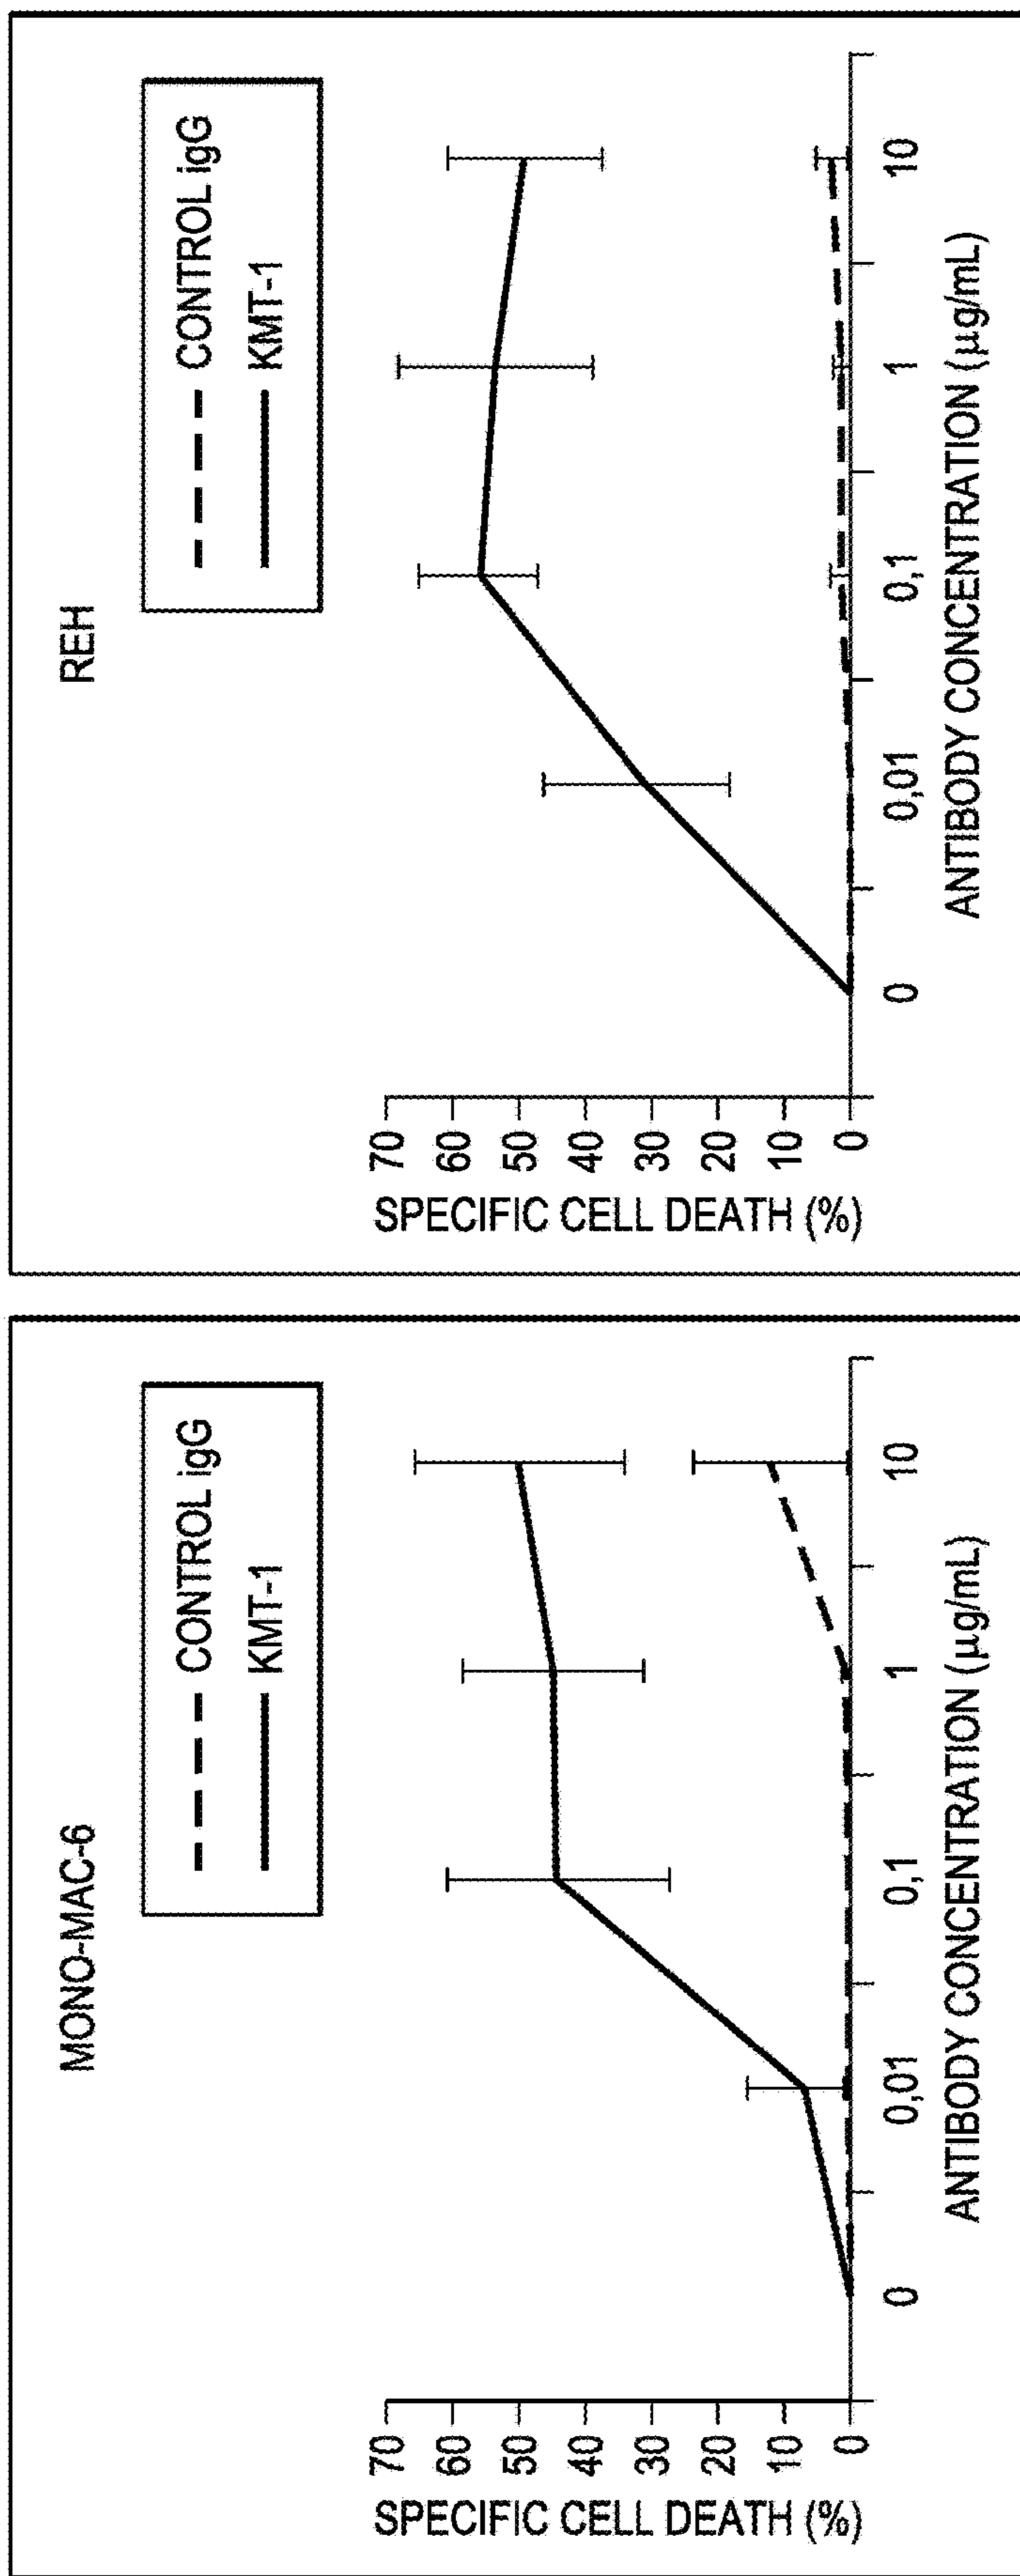 MONO-MAC-6
CONTROL igG
KMT-1
SPECIFIC CELL DEATH (%)
70
60
50
40
30
20
10
0
0
0,01
0,1
1
10
ANTIBODY CONCENTRATION (µg/mL)
REH
CONTROL igG
KMT-1
SPECIFIC CELL DEATH (%)
70
60
50
40
30
20
10
0
0
0,01
0,1
1
10
ANTIBODY CONCENTRATION (µg/mL)